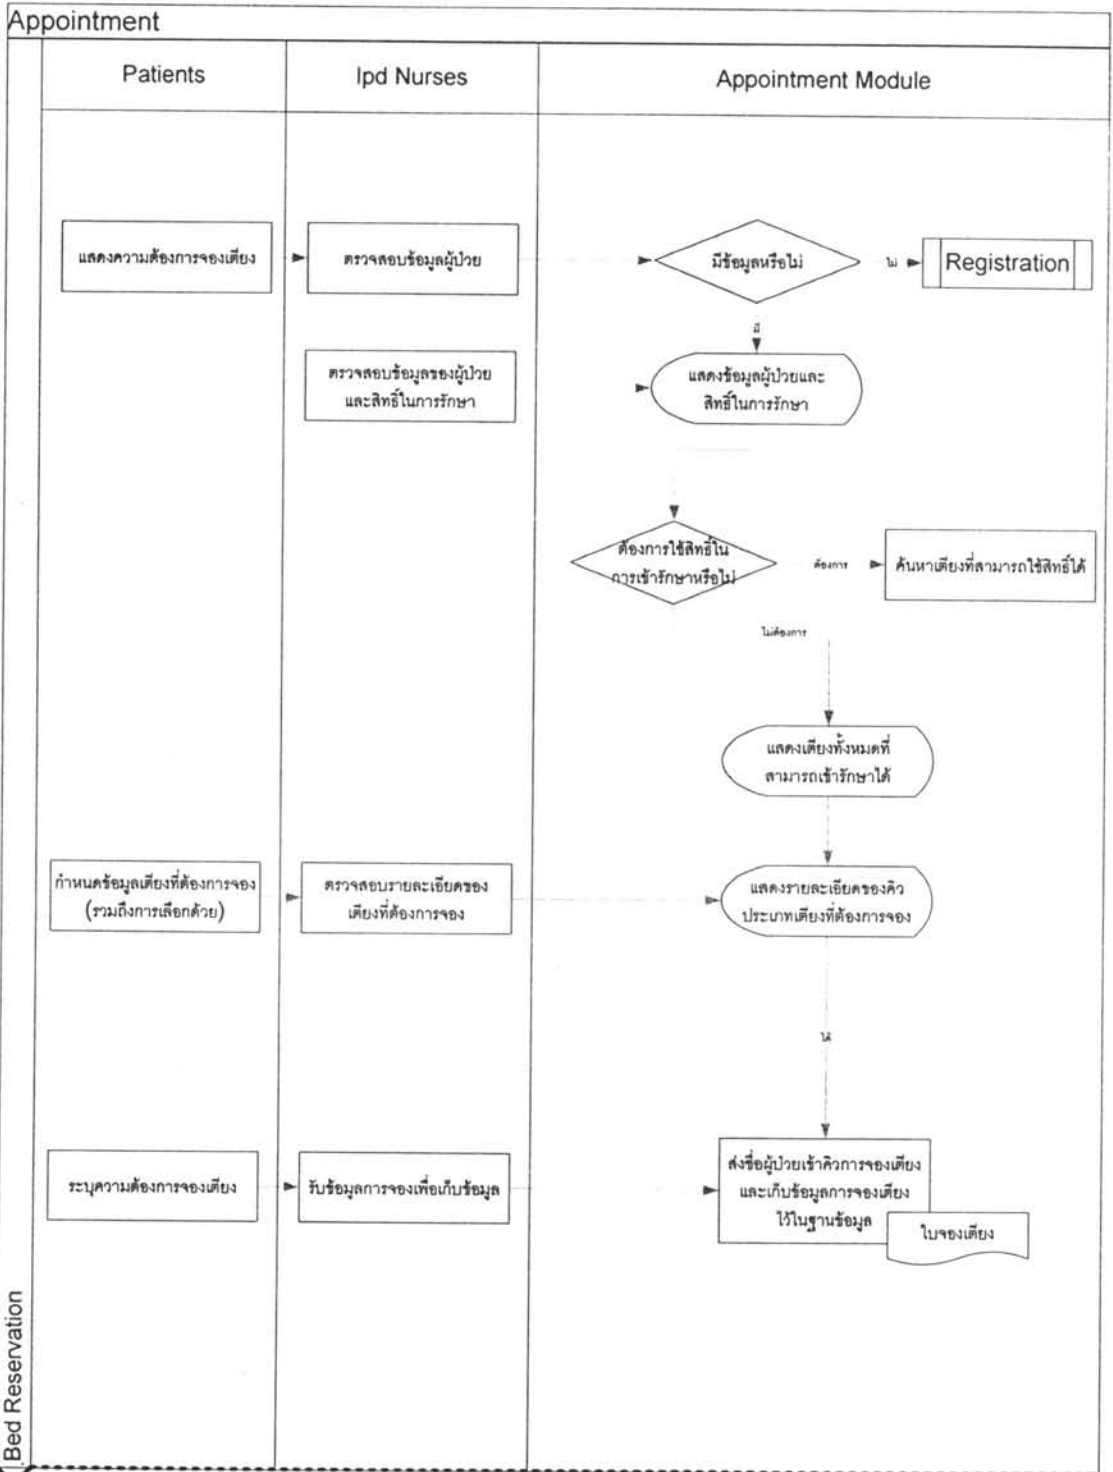 Appointment
Patients
Ipd Nurses
Appointment Module
แสดงความต้องการจองเตียง
ตรวจสอบข้อมูลผู้ป่วย
มีข้อมูลหรือไม่
ไม่
Registration
มี
ตรวจสอบข้อมูลของผู้ป่วย
และสิทธิ์ในการรักษา
แสดงข้อมูลผู้ป่วยและ
สิทธิ์ในการรักษา
ต้องการใช้สิทธิ์ใน
การเข้ารักษาหรือไม่
ต้องการ
ค้นหาเตียงที่สามารถใช้สิทธิ์ได้
ไม่ต้องการ
แสดงเตียงทั้งหมดที่
สามารถเข้ารักษาได้
กำหนดข้อมูลเตียงที่ต้องการจอง
(รวมถึงการเลือกด้วย)
ตรวจสอบรายละเอียดของ
เตียงที่ต้องการจอง
แสดงรายละเอียดของคิว
ประเภทเตียงที่ต้องการจอง
ระบุความต้องการจองเตียง
รับข้อมูลการจองเพื่อเก็บข้อมูล
ส่งชื่อผู้ป่วยเข้าคิวการจองเตียง
และเก็บข้อมูลการจองเตียง
ไว้ในฐานข้อมูล
ใบจองเตียง
Bed Reservation